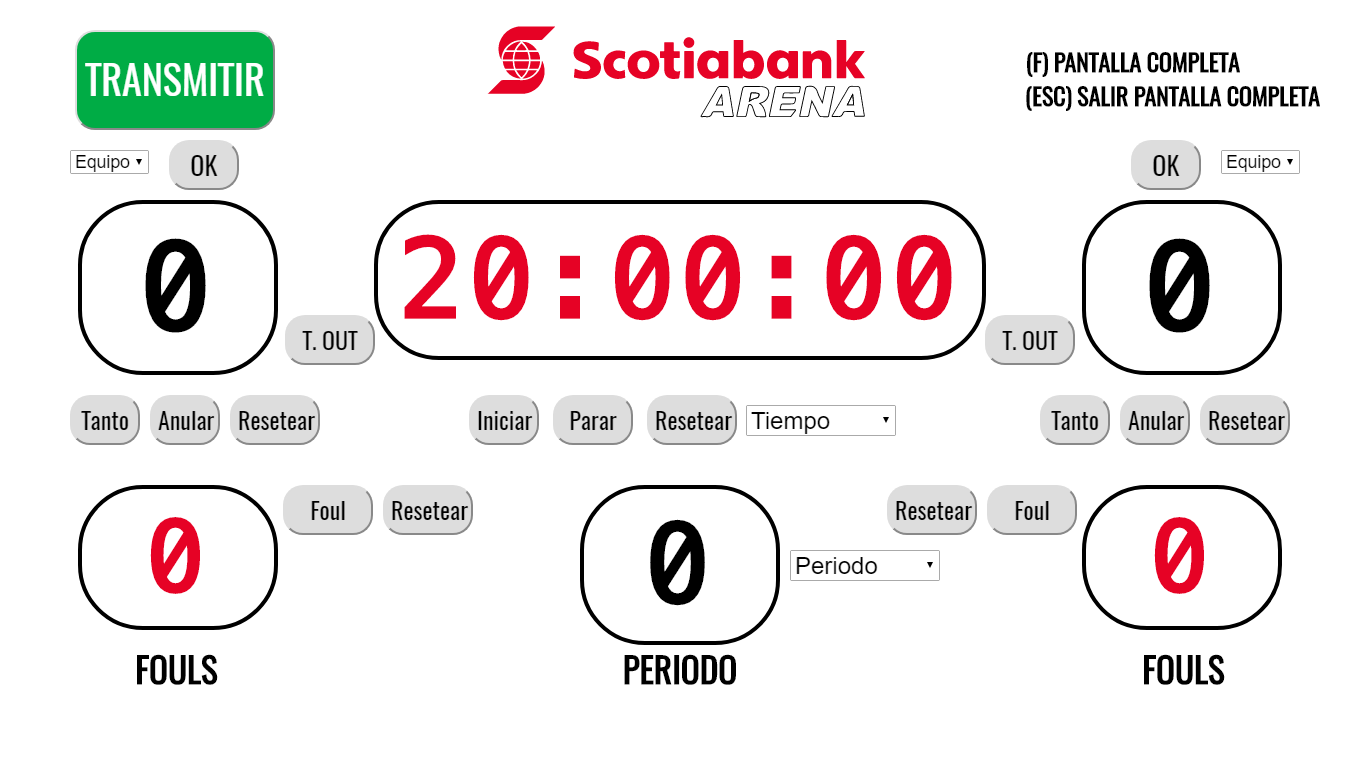 TRANSMITIR
Scotiabank
ARENA
(F) PANTALLA COMPLETA
(ESC) SALIR PANTALLA COMPLETA
Equipo
OK
OK
Equipo
0
T. OUT
20:00:00
T. OUT
0
Tanto
Anular
Resetear
Iniciar
Parar
Resetear
Tiempo
Tanto
Anular
Resetear
0
Foul
Resetear
0
Periodo
Resetear
Foul
0
FOULS
PERIODO
FOULS